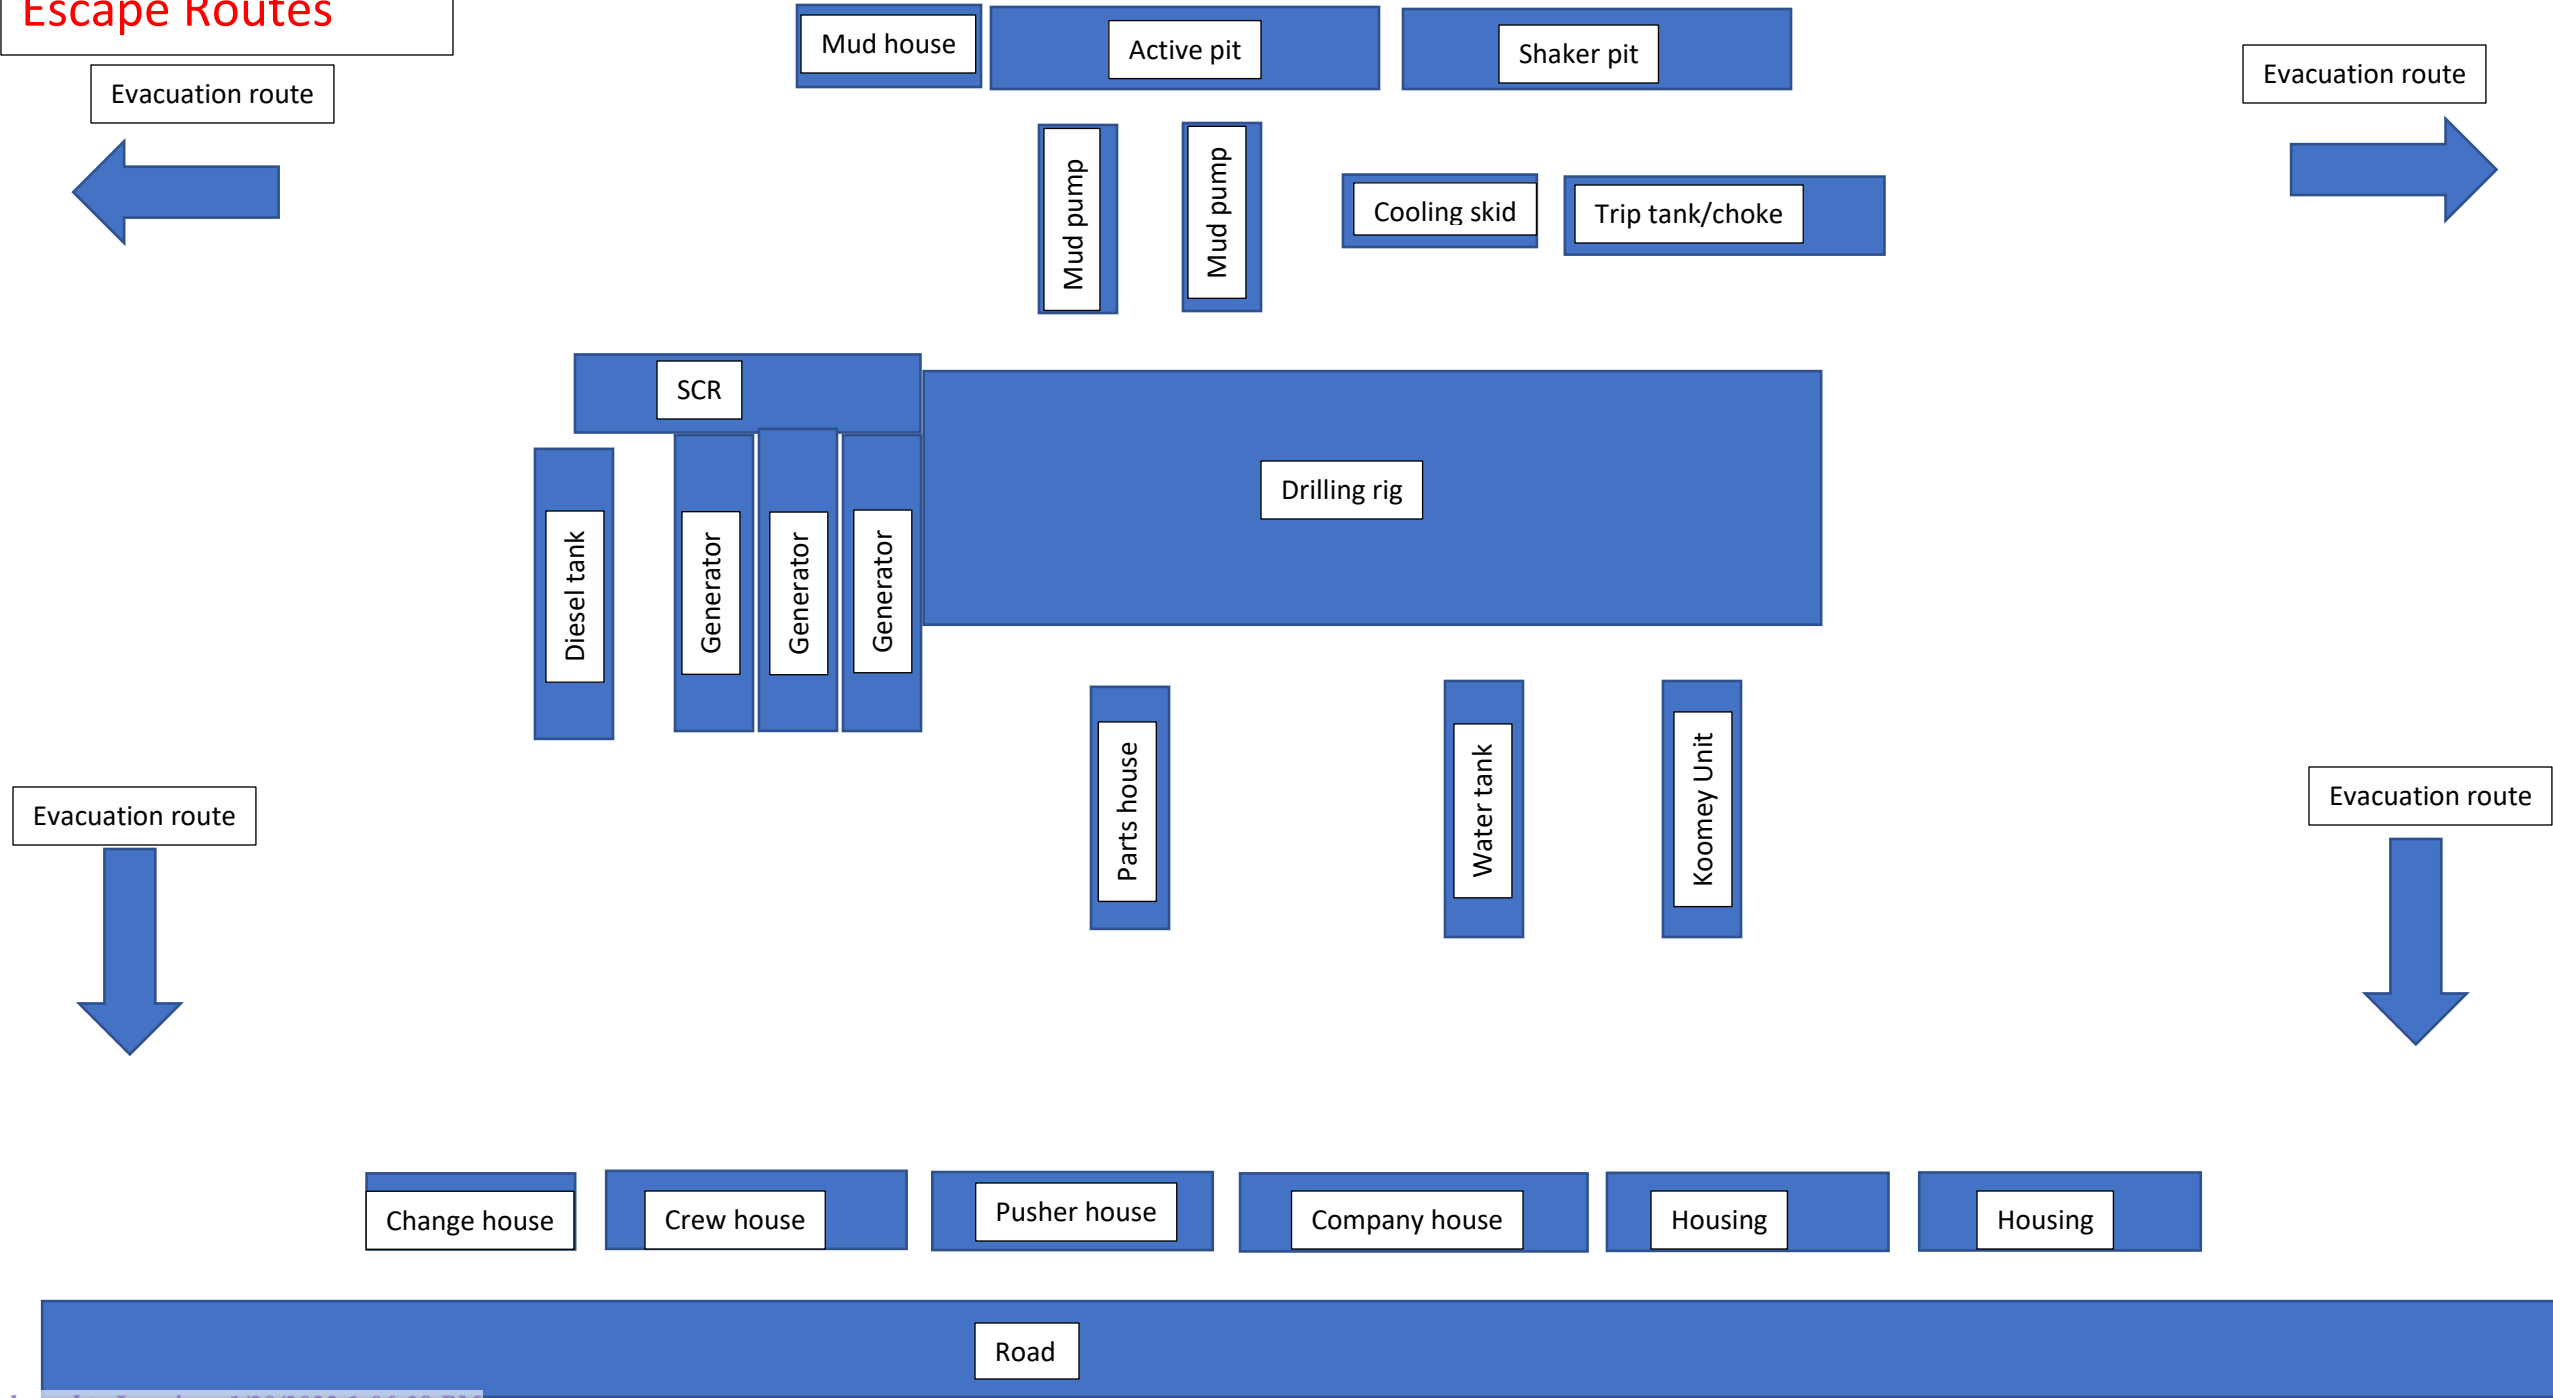 Escape Routes
Mud house
Active pit
Shaker pit
Evacuation route
Evacuation route
Mud pump
Mud pump
Cooling skid
Trip tank/choke
SCR
Drilling rig
Diesel tank
Generator
Generator
Generator
Parts house
Water tank
Koomey Unit
Evacuation route
Evacuation route
Change house
Crew house
Pusher house
Company house
Housing
Housing
Road